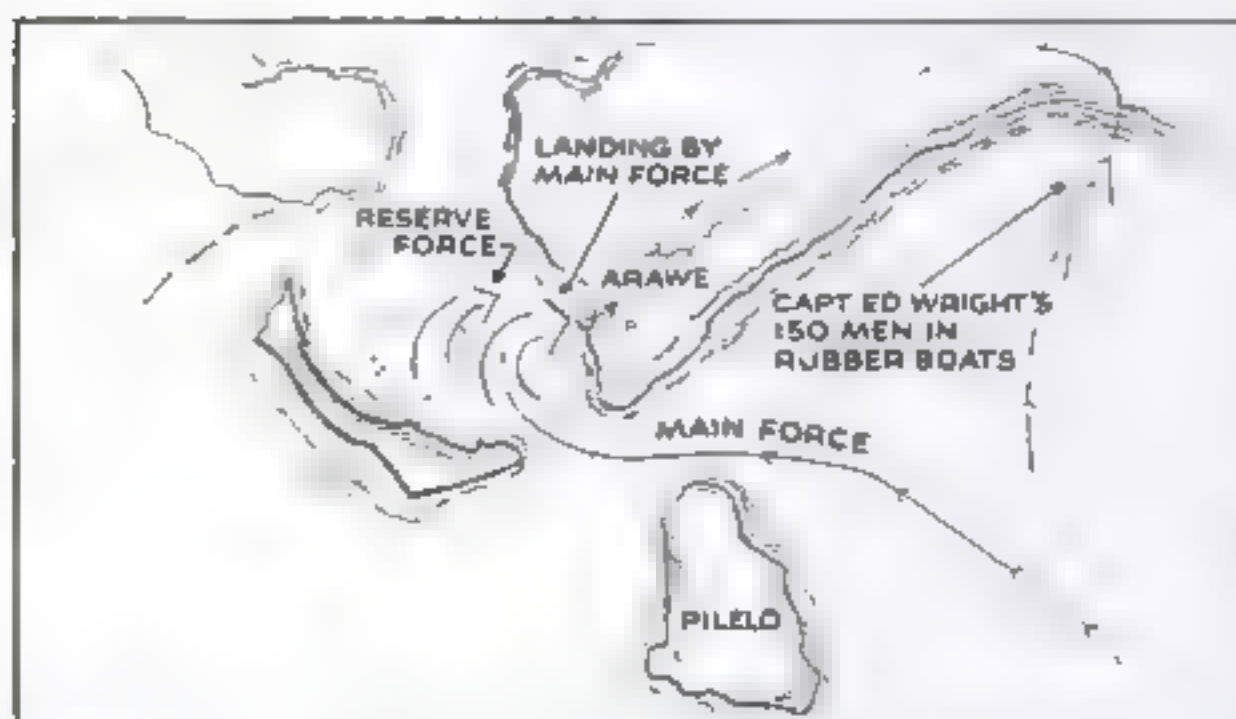 LANDING BY
MAIN FORCE
RESERVE
FORCE
ARAWE
CAPT ED WRIGHT'S
150 MEN IN
RUBBER BOATS
MAIN FORCE
PILELO